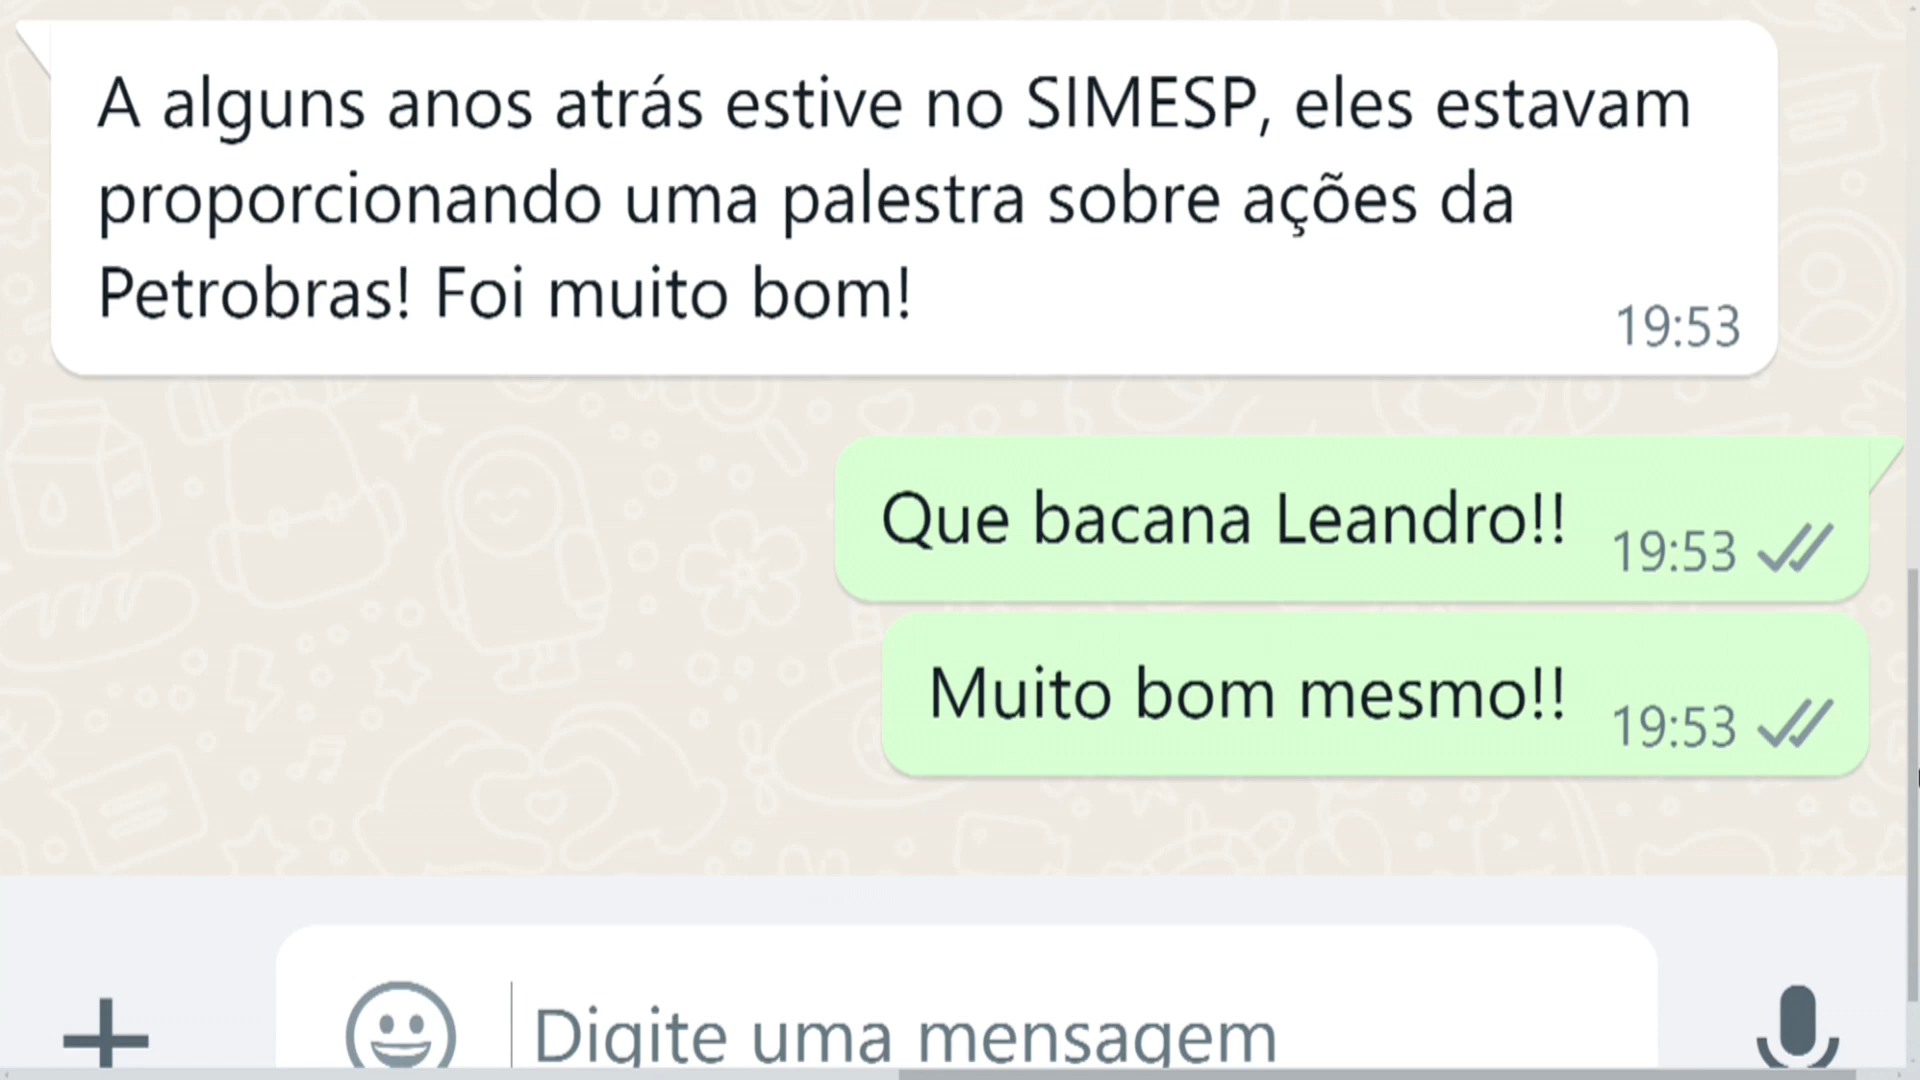 A alguns anos atrás estive no SIMESP, eles estavam
proporcionando uma palestra sobre ações da
Petrobras! Foi muito bom!
19:53
Que bacana Leandro!! 19:53
Muito bom mesmo!! 19:53
Digite uma mensagem